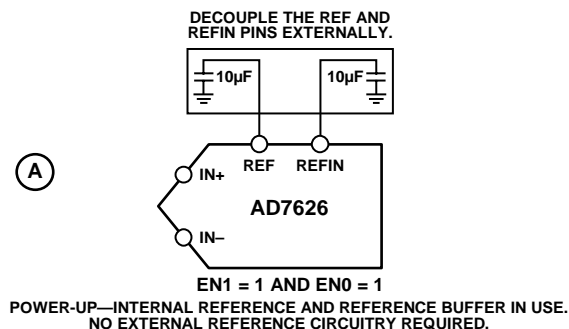 DECOUPLE THE REF AND
REFIN PINS EXTERNALLY.
10µF
10µF
REF
REFIN
A
IN+
AD7626
IN–
EN1 = 1 AND EN0 = 1
POWER-UP—INTERNAL REFERENCE AND REFERENCE BUFFER IN USE.
NO EXTERNAL REFERENCE CIRCUITRY REQUIRED.